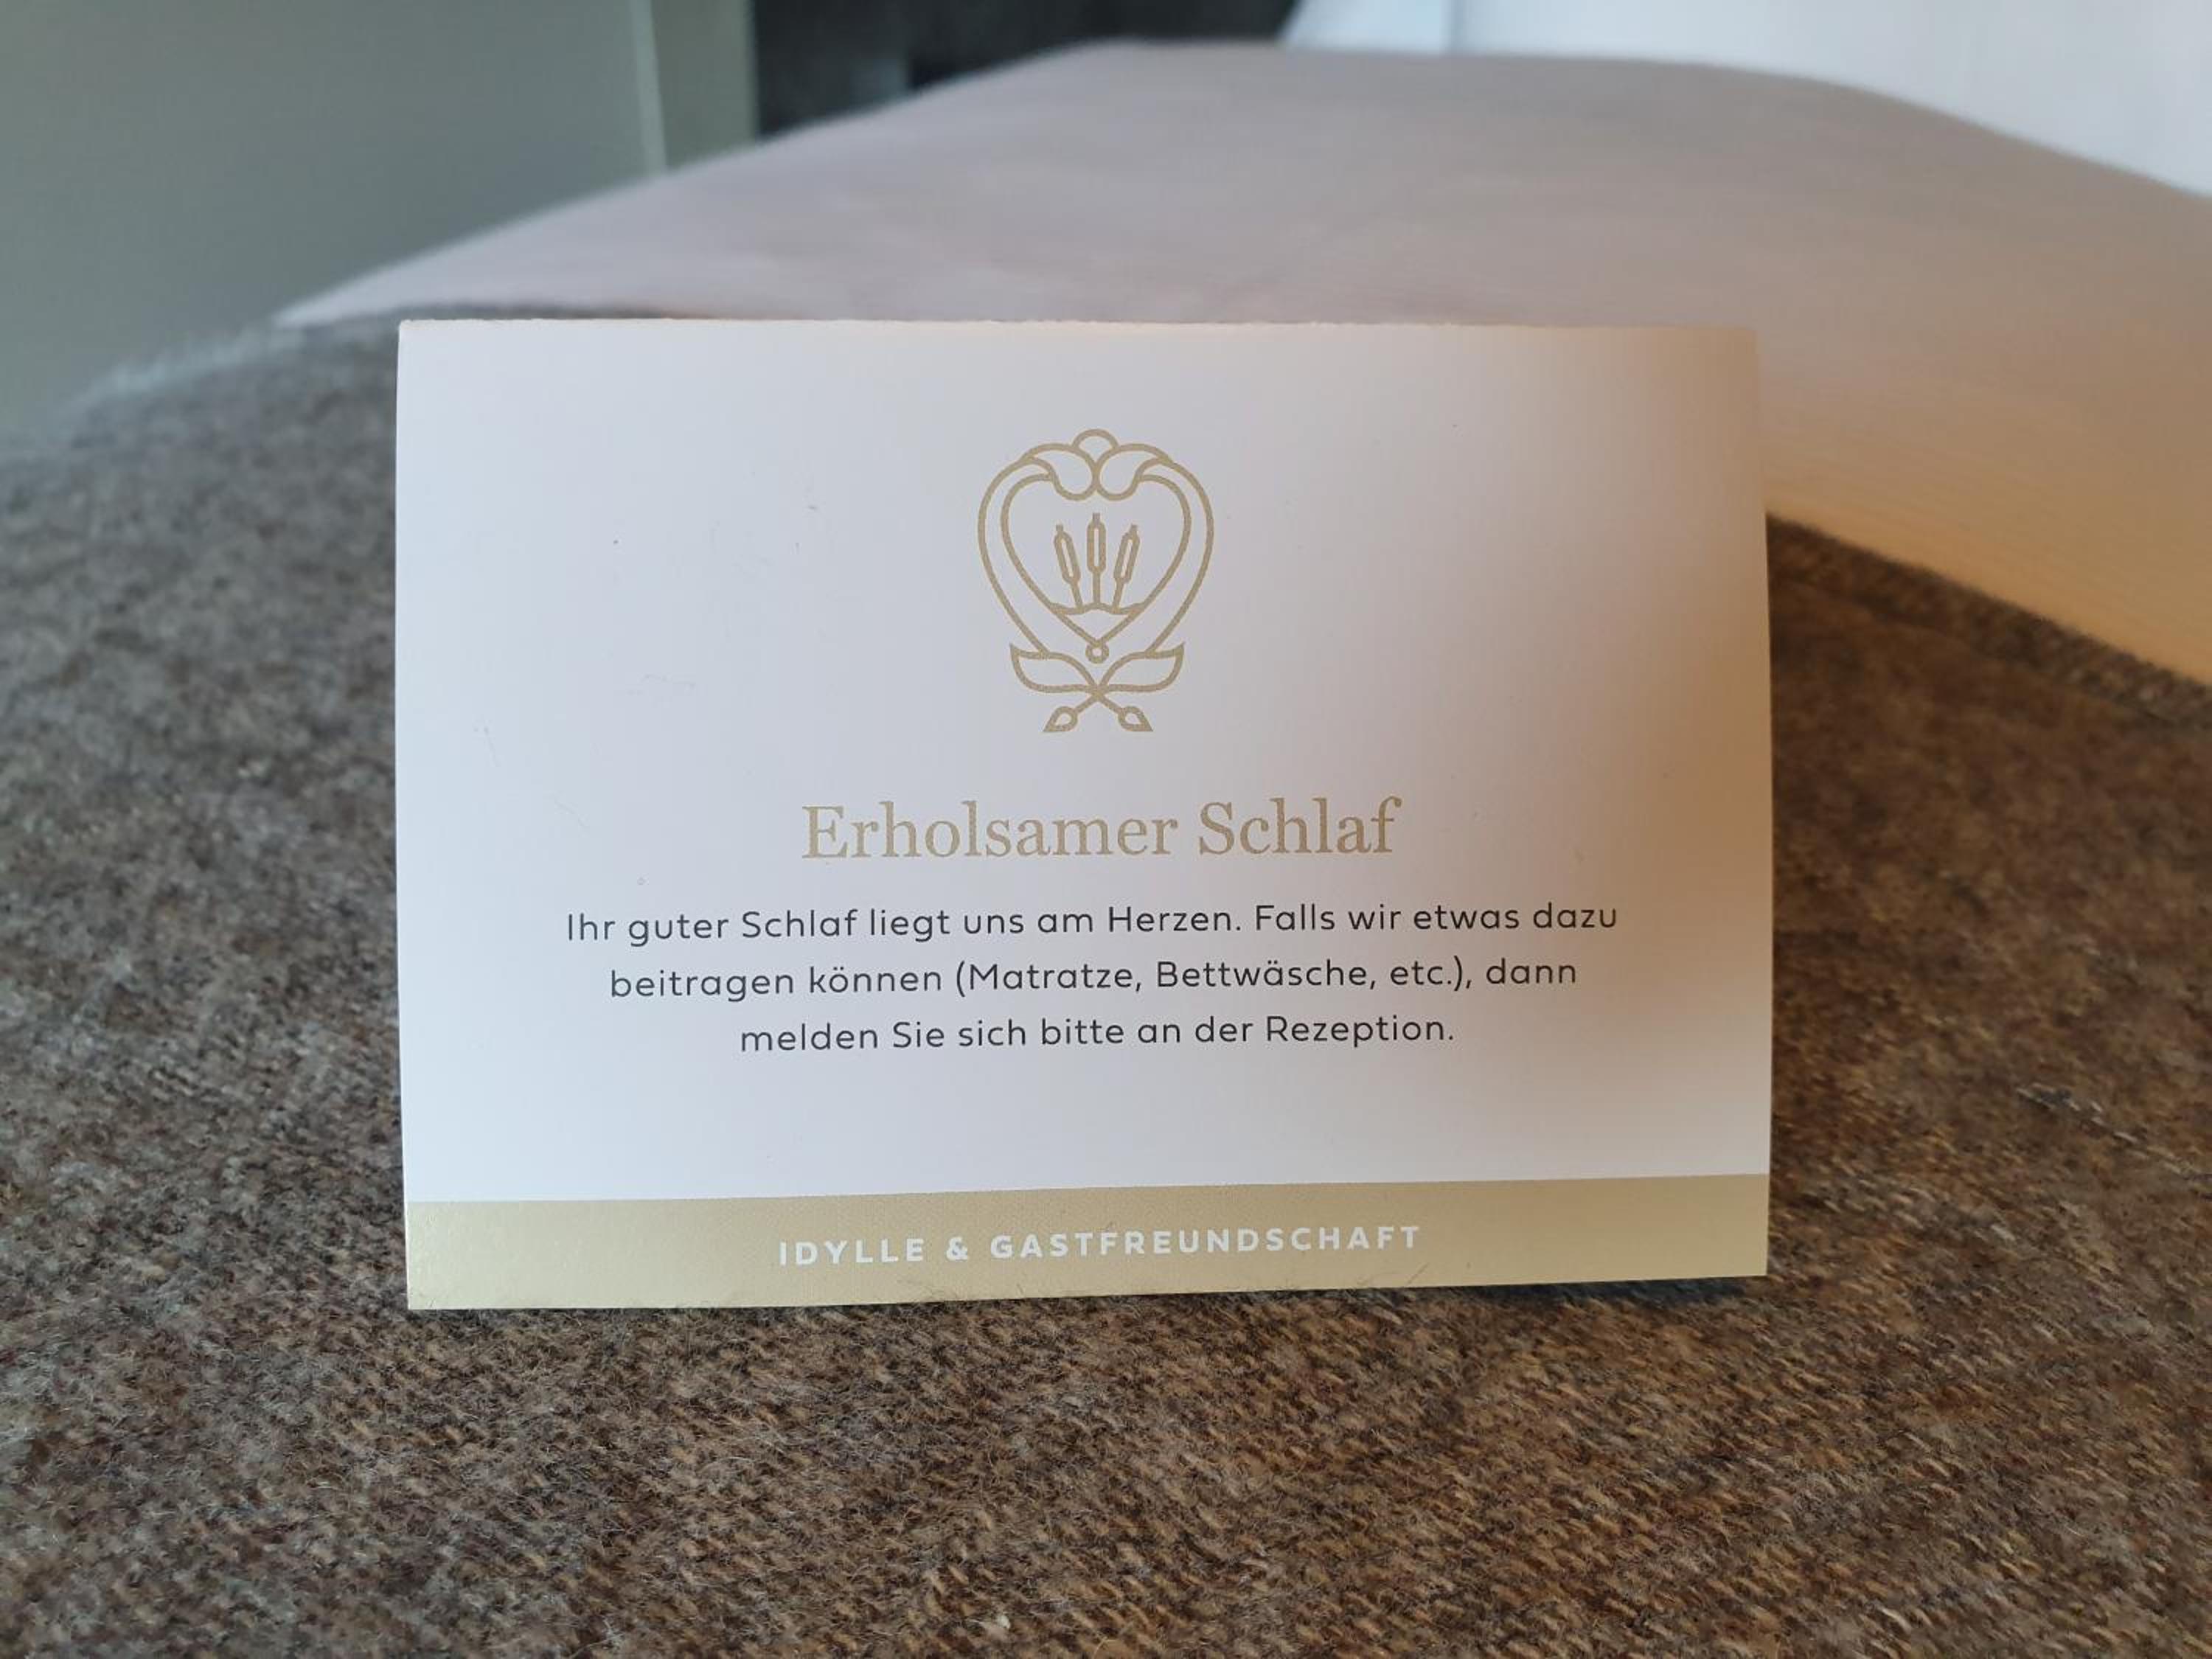 Erholsamer Schlaf
Ihr guter Schlaf liegt uns am Herzen. Falls wir etwas dazu
beitragen können (Matratze, Bettwäsche, etc.), dann
melden Sie sich bitte an der Rezeption.
IDYLLE & GASTFREUNDSCHAFT